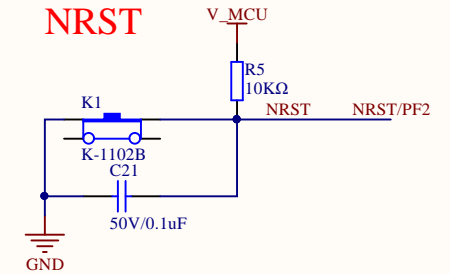 NRST
V_MCU
R5
10KΩ
K1
NRST
NRST/PF2
K-1102B
C21
50V/0.1uF
GND